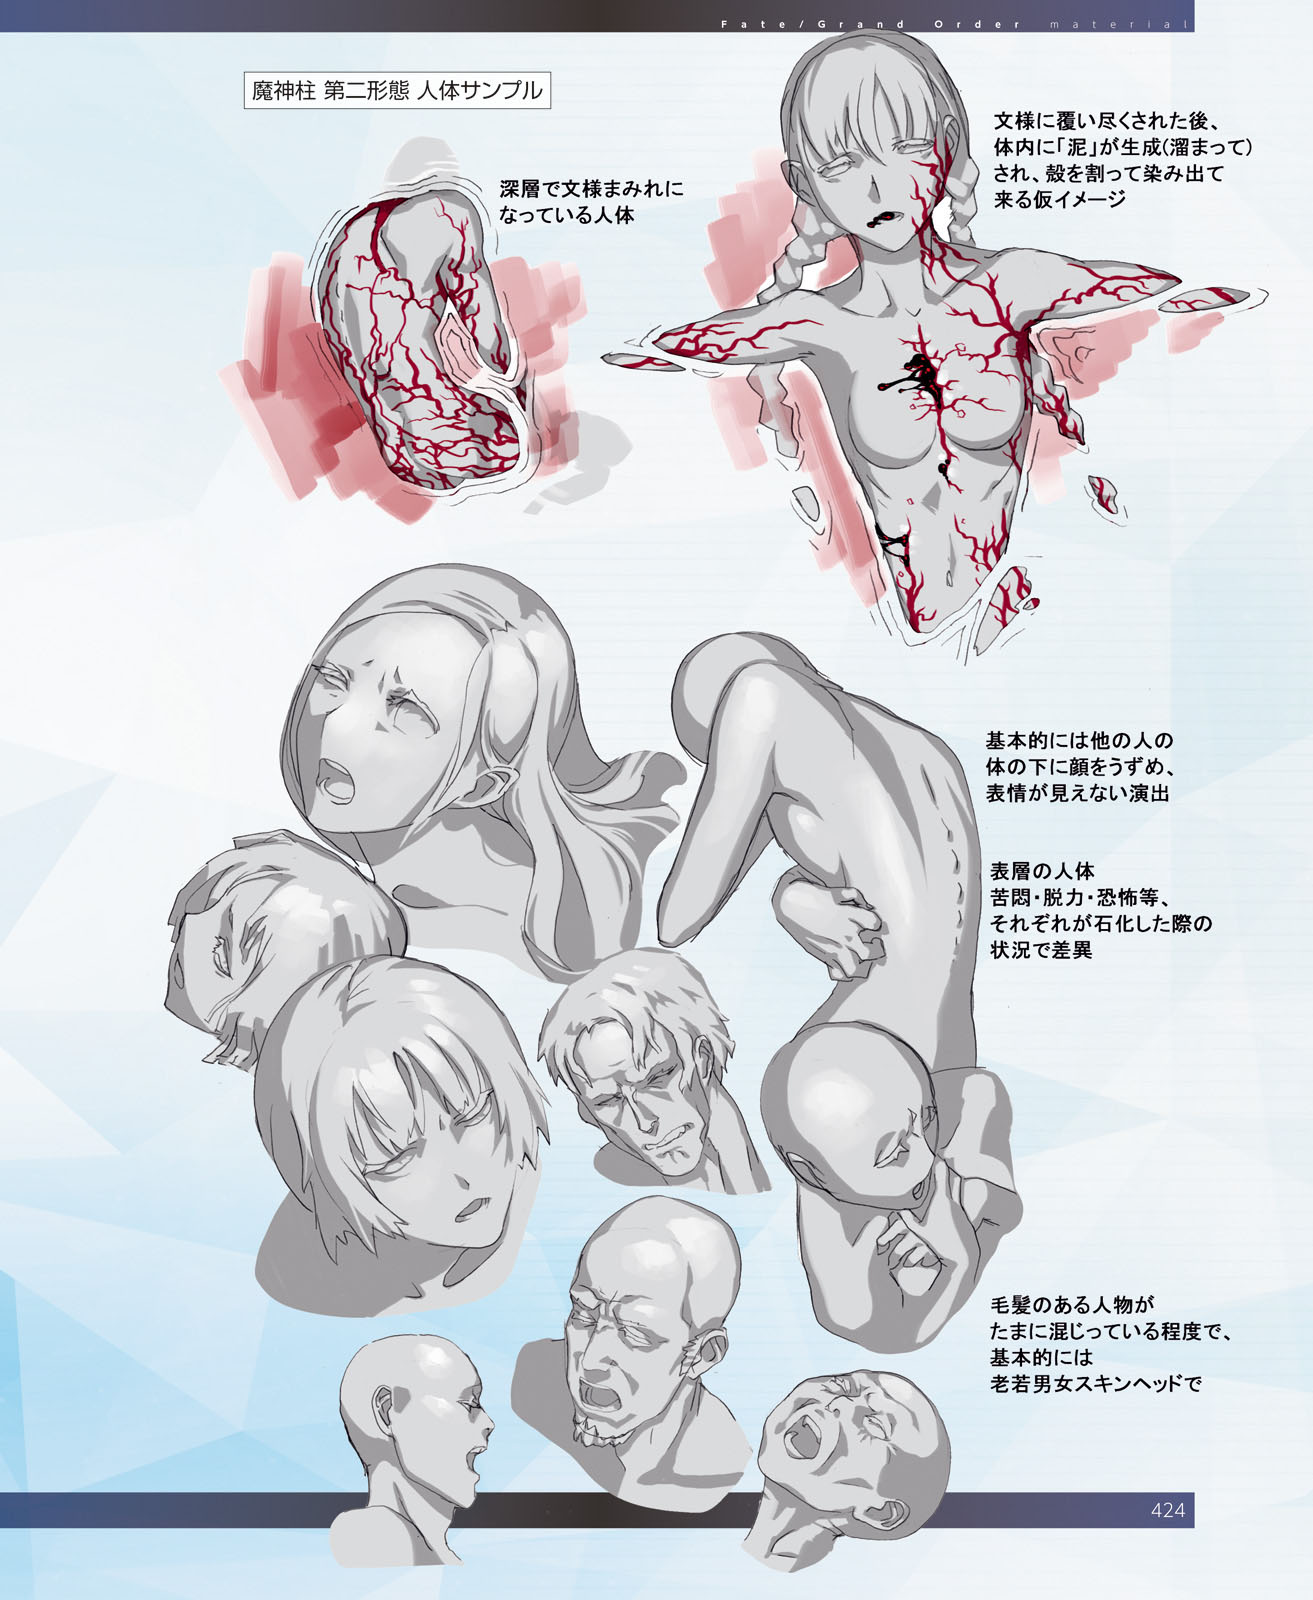 Fate/Grand Order material
魔神柱 第二形態 人体サンプル
深層で文様まみれに
なっている人体
文様に覆い尽くされた後、
体内に「泥」が生成(溜まって)
され、殻を割って染み出て
来る仮イメージ
基本的には他の人の
体の下に顔をうずめ、
表情が見えない演出
表層の人体
苦悶・脱力・恐怖等、
それぞれが石化した際の
状況で差異
毛髪のある人物が
たまに混じっている程度で、
基本的には
老若男女スキンヘッドで
424